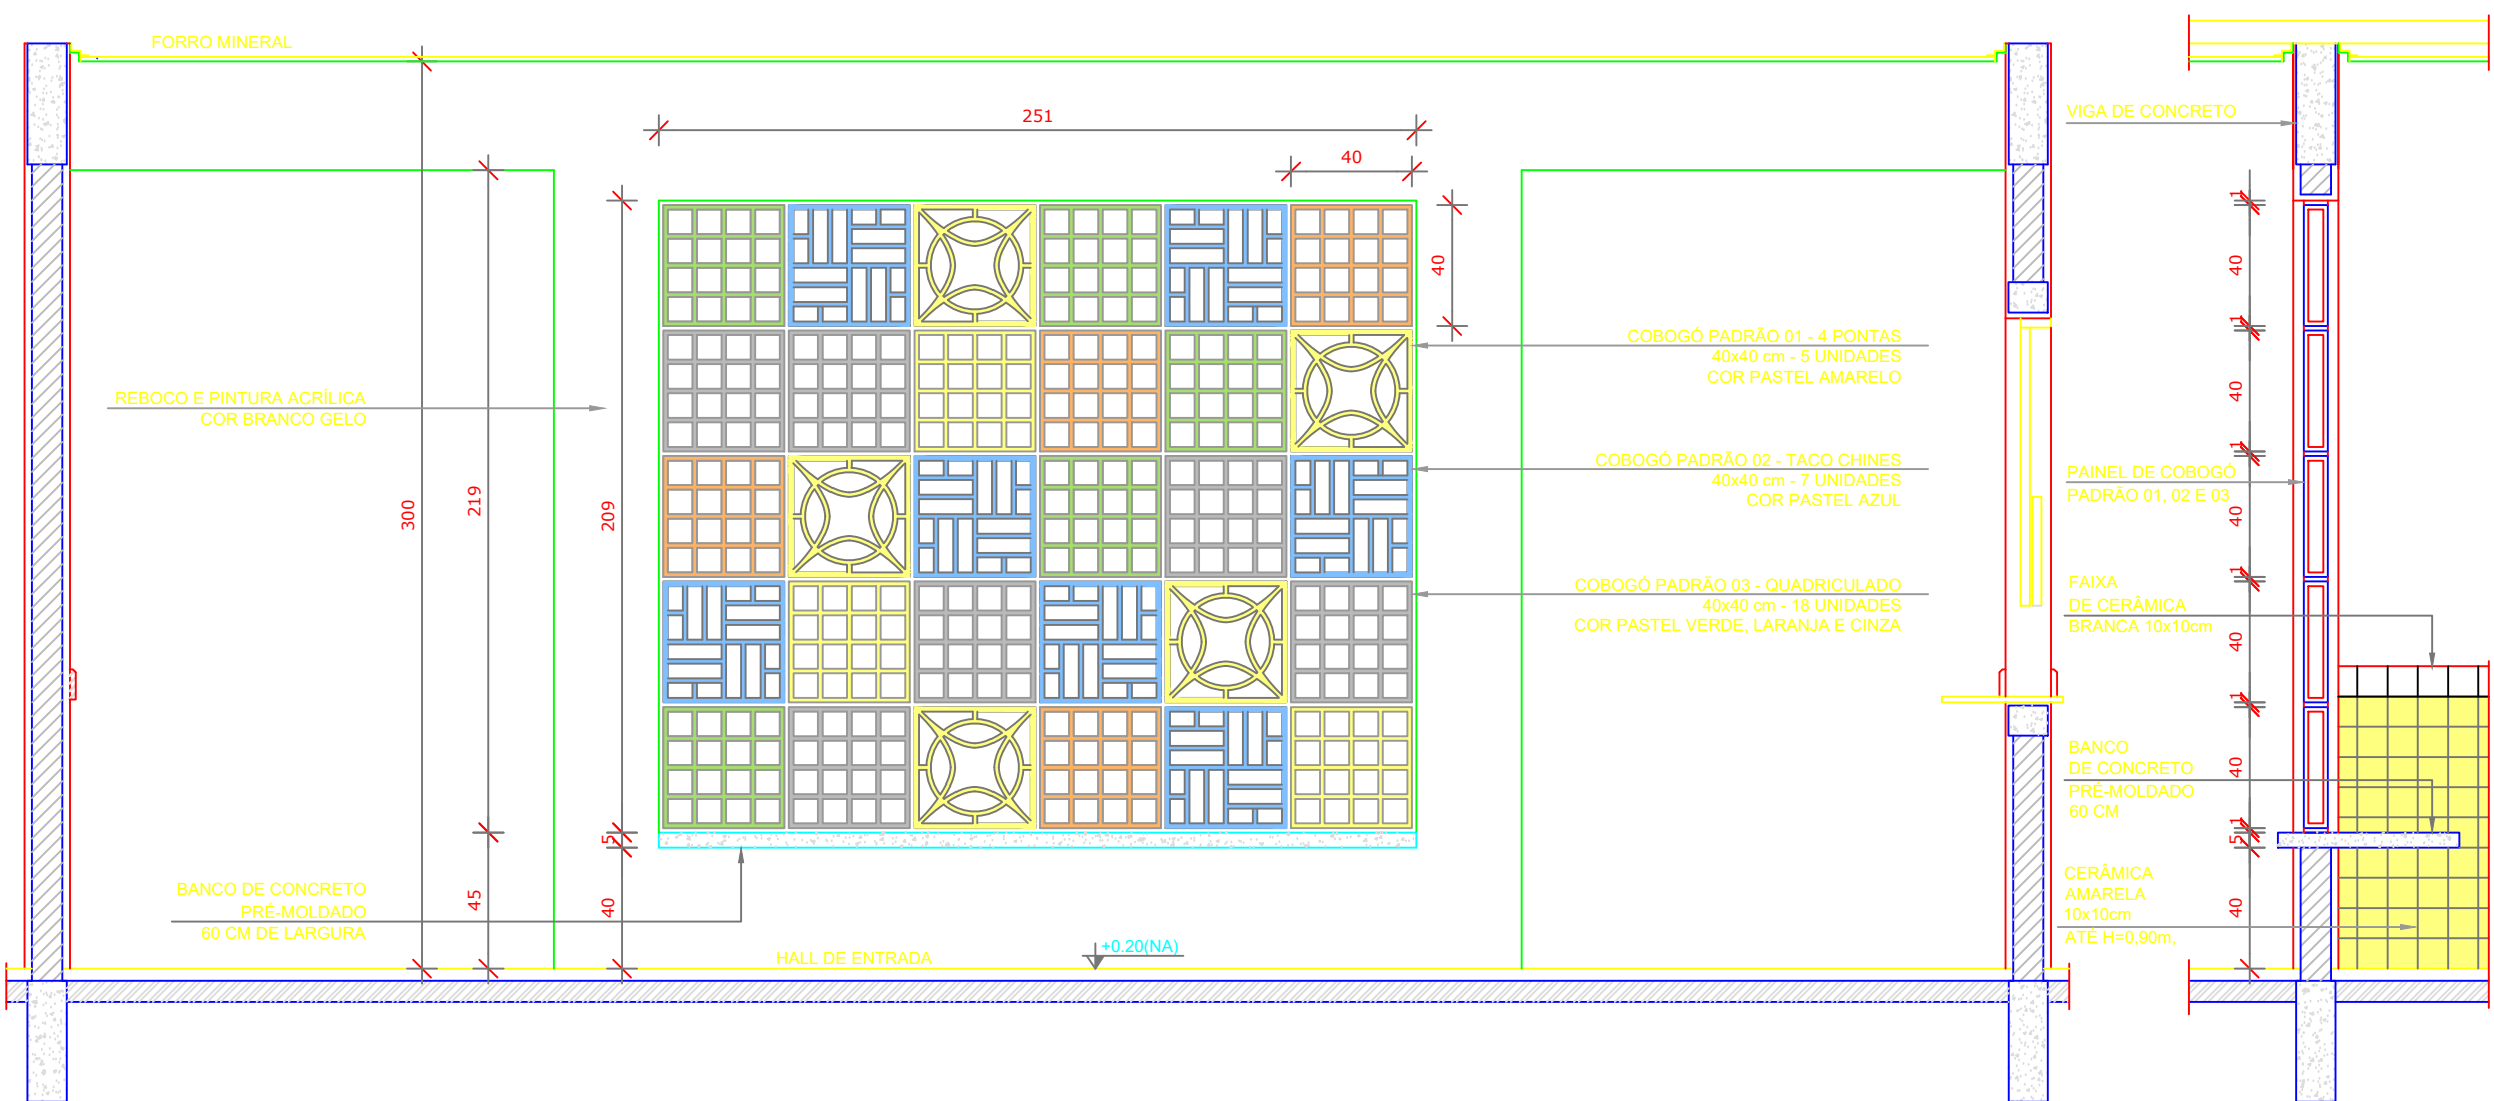 FORRO MINERAL
251
40
40
300
219
209
5
45
40
REBOCO E PINTURA ACRÍLICA
COR BRANCO GELO
BANCO DE CONCRETO
PRÉ-MOLDADO
60 CM DE LARGURA
HALL DE ENTRADA
+0.20(NA)
COBOGÓ PADRÃO 01 - 4 PONTAS
40x40 cm - 5 UNIDADES
COR PASTEL AMARELO
COBOGÓ PADRÃO 02 - TACO CHINES
40x40 cm - 7 UNIDADES
COR PASTEL AZUL
COBOGÓ PADRÃO 03 - QUADRICULADO
40x40 cm - 18 UNIDADES
COR PASTEL VERDE, LARANJA E CINZA
VIGA DE CONCRETO
PAINEL DE COBOGÓ
PADRÃO 01, 02 E 03
FAIXA
DE CERÂMICA
BRANCA 10x10cm
BANCO
DE CONCRETO
PRÉ-MOLDADO
60 CM
CERÂMICA
AMARELA
10x10cm
ATÉ H=0,90m,
1
40
1
40
1
40
1
40
1
40
1
5
40